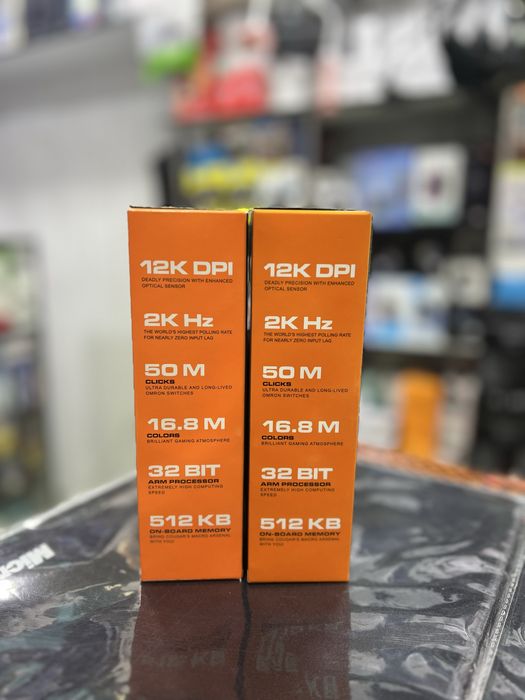 12K DPI
DEADLY PRECISION WITH ENHANCED
OPTICAL SENSOR
2K Hz
THE WORLD'S HIGHEST POLLING RATE
FOR NEARLY ZERO INPUT LAG
50 M
CLICKS
ULTRA DURABLE AND LONG-LIVED
OMRON SWITCHES
16.8 M
COLORS
BRILLIANT GAMING ATMOSPHERE
32 BIT
ARM PROCESSOR
EXTREMELY HIGH COMPUTING
SPEED
512 KB
ON-BOARD MEMORY
BRING COUGAR'S MACRO ARSENAL
WITH YOU!
12K DPI
DEADLY PRECISION WITH ENHANCED
OPTICAL SENSOR
2K Hz
THE WORLD'S HIGHEST POLLING RATE
FOR NEARLY ZERO INPUT LAG
50 M
CLICKS
ULTRA DURABLE AND LONG-LIVED
OMRON SWITCHES
16.8 M
COLORS
BRILLIANT GAMING ATMOSPHERE
32 BIT
ARM PROCESSOR
EXTREMELY HIGH COMPUTING
SPEED
512 KB
ON-BOARD MEMORY
BRING COUGAR'S MACRO ARSENAL
WITH YOU!